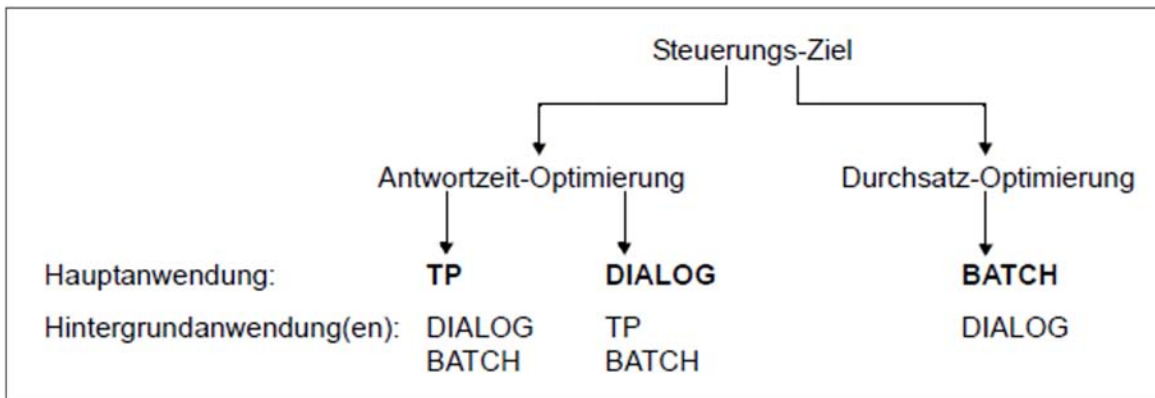 Steuerungs-Ziel
Antwortzeit-Optimierung Durchsatz-Optimierung
Hauptanwendung: TP DIALOG BATCH
Hintergrundanwendung(en): DIALOG TP DIALOG
BATCH BATCH